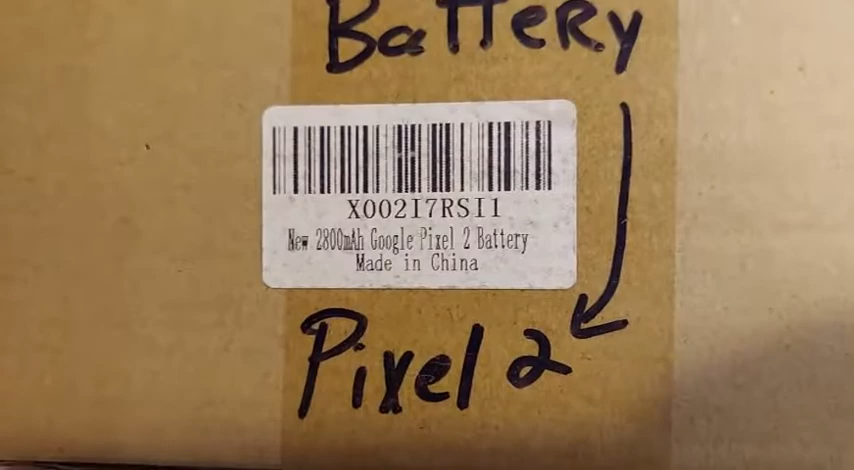 Battery
X002I7RSI1
New 2800mAh Google Pixel 2 Battery
Made in China
Pixel 2